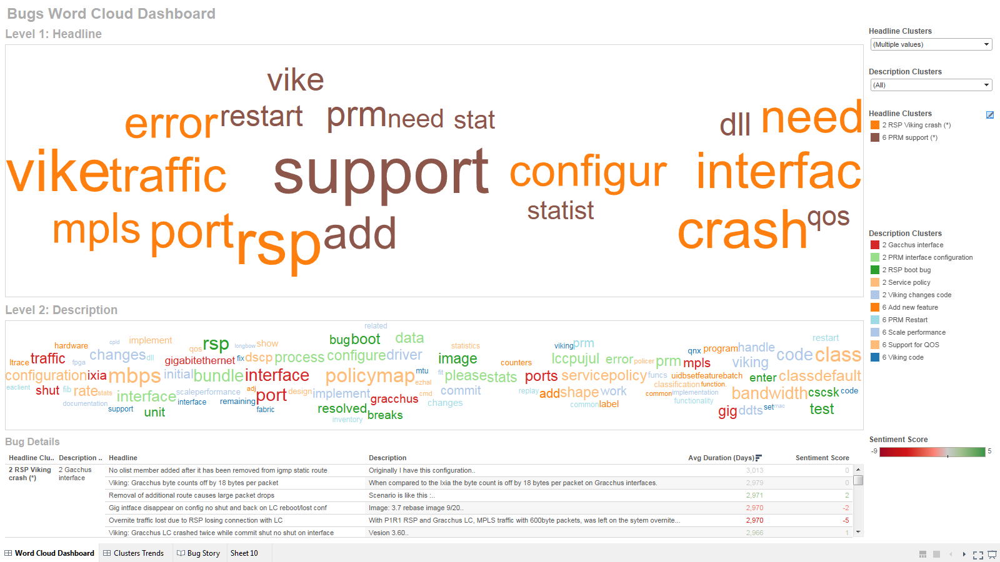 Bugs Word Cloud Dashboard
Level 1: Headline
vike
error restart prm need stat dll need
vike traffic support configur interfac
statist
mpls port rsp add crash qos
Level 2: Description
related
hardware cpld implement qos rsp longbow show bug boot data statistics viking prm qnx program handle restart
ltrace traffic fpga changes dll gigabitethernet fix dscp process configure driver image counters lccpujul error policer prm mpls viking code class
configuration ixia mbps initial bundle interface policymap mtu fit please stats ports servicepolicy funcs uidbsetfeaturebatch enter classdefault
ezhal classification function.
eaclient shut fib rate stats interface scaleperformance adj port design implement gracchus cmd commit replay add shape work common implementation bandwidth cscsk code
documentation support unit interface remaining fabric resolved breaks changes common label functionality gig ddts set mac test
inventory
Headline Clusters
(Multiple values)
Description Clusters
(All)
Headline Clusters
2 RSP Viking crash (*)
6 PRM support (*)
Description Clusters
2 Gacchus interface
2 PRM interface configuration
2 RSP boot bug
2 Service policy
2 Viking changes code
6 Add new feature
6 PRM Restart
6 Scale performance
6 Support for QOS
6 Viking code
Sentiment Score
-9 5
Bug Details
Headline Clu.. Description .. Headline Description Avg Duration (Days) Sentiment Score
2 RSP Viking crash (*) 2 Gacchus interface No olist member added after it has been removed from igmp static route Originally I have this configuration.. 3,013 0
Viking: Gracchus byte counts off by 18 bytes per packet When compared to the Ixia the byte count is off by 18 bytes per packet on Gracchus interfaces. 2,979 0
Removal of additional route causes large packet drops Scenario is like this :.. 2,971 2
Gig intface disappear on config no shut and back on LC reboot/lost conf Image: 3.7 rebase image 9/20.. 2,970 -2
Overnite traffic lost due to RSP losing connection with LC With P1R1 RSP and Gracchus LC, MPLS traffic with 600byte packets, was left on the sytem overnite... 2,970 -5
Viking: Gracchus LC crashed twice while commit shut no shut on interface Vesion 3.60.. 2,966 1
Word Cloud Dashboard Clusters Trends Bug Story Sheet 10